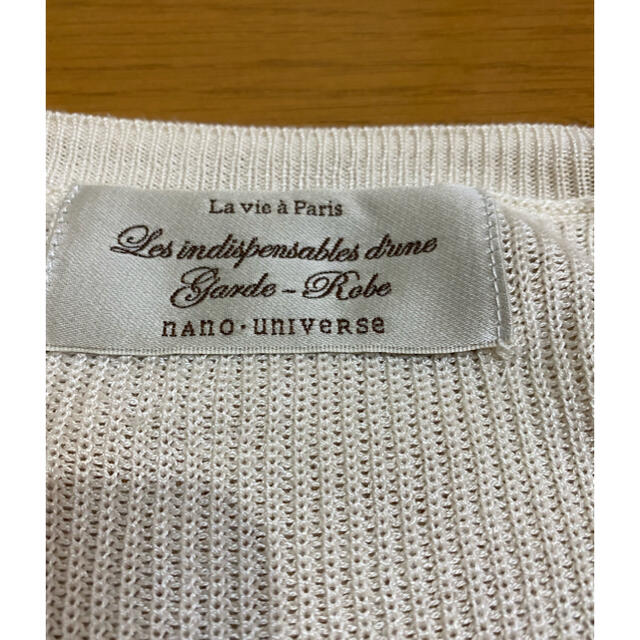 La vie à Paris
Les indispensables d'une
Garde - Robe
nano · universe